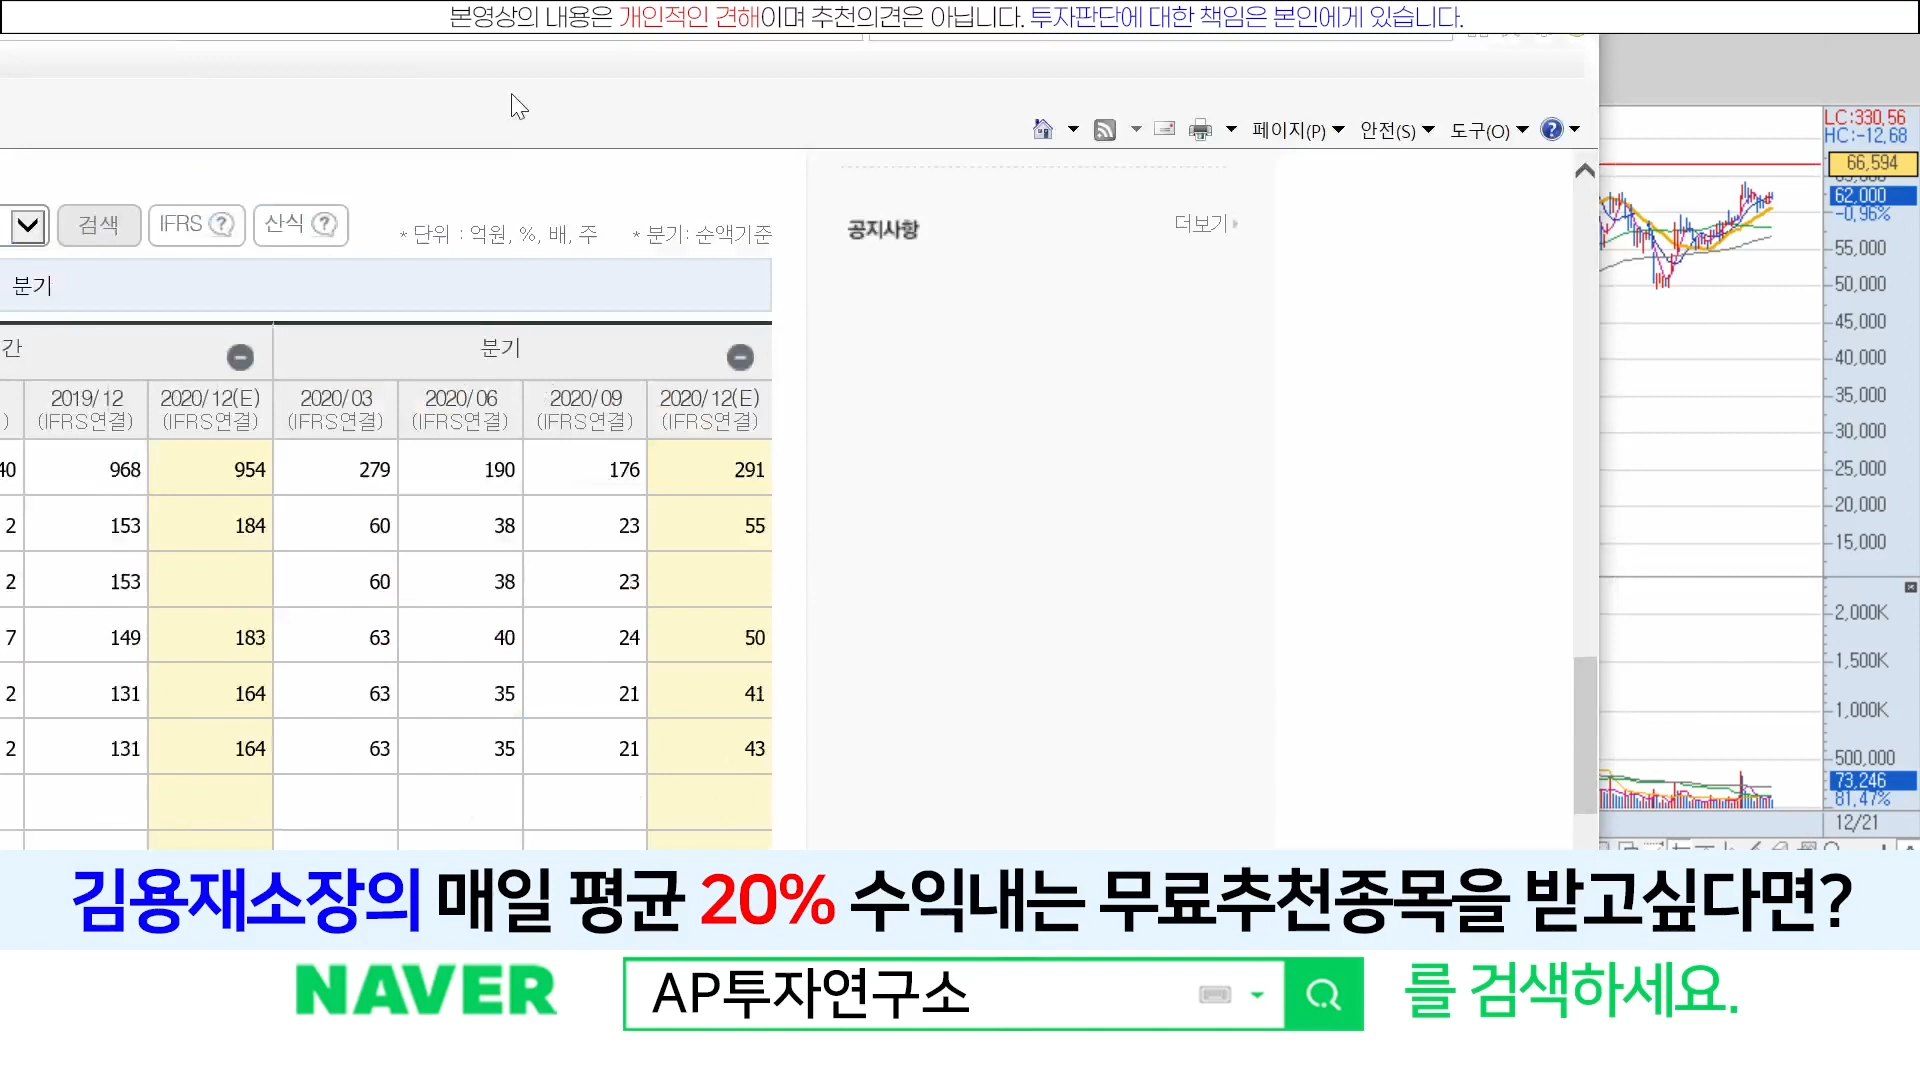 본영상의 내용은 개인적인 견해이며 추천의견은 아닙니다. 투자판단에 대한 책임은 본인에게 있습니다.
페이지(P) 안전(S) 도구(O)
검색 IFRS 산식 * 단위 : 억원, %, 배, 주 * 분기: 순액기준
공지사항 더보기
분기
간 분기
2019/12 2020/12(E) 2020/03 2020/06 2020/09 2020/12(E)
(IFRS연결) (IFRS연결) (IFRS연결) (IFRS연결) (IFRS연결) (IFRS연결)
40 968 954 279 190 176 291
2 153 184 60 38 23 55
2 153 60 38 23
7 149 183 63 40 24 50
2 131 164 63 35 21 41
2 131 164 63 35 21 43
LC:330,56
HC:-12,68
66,594
62,000
-0,96%
55,000
50,000
45,000
40,000
35,000
30,000
25,000
20,000
15,000
2,000K
1,500K
1,000K
500,000
73,246
81,47%
12/21
김용재소장의 매일 평균 20% 수익내는 무료추천종목을 받고싶다면?
NAVER AP투자연구소 를 검색하세요.